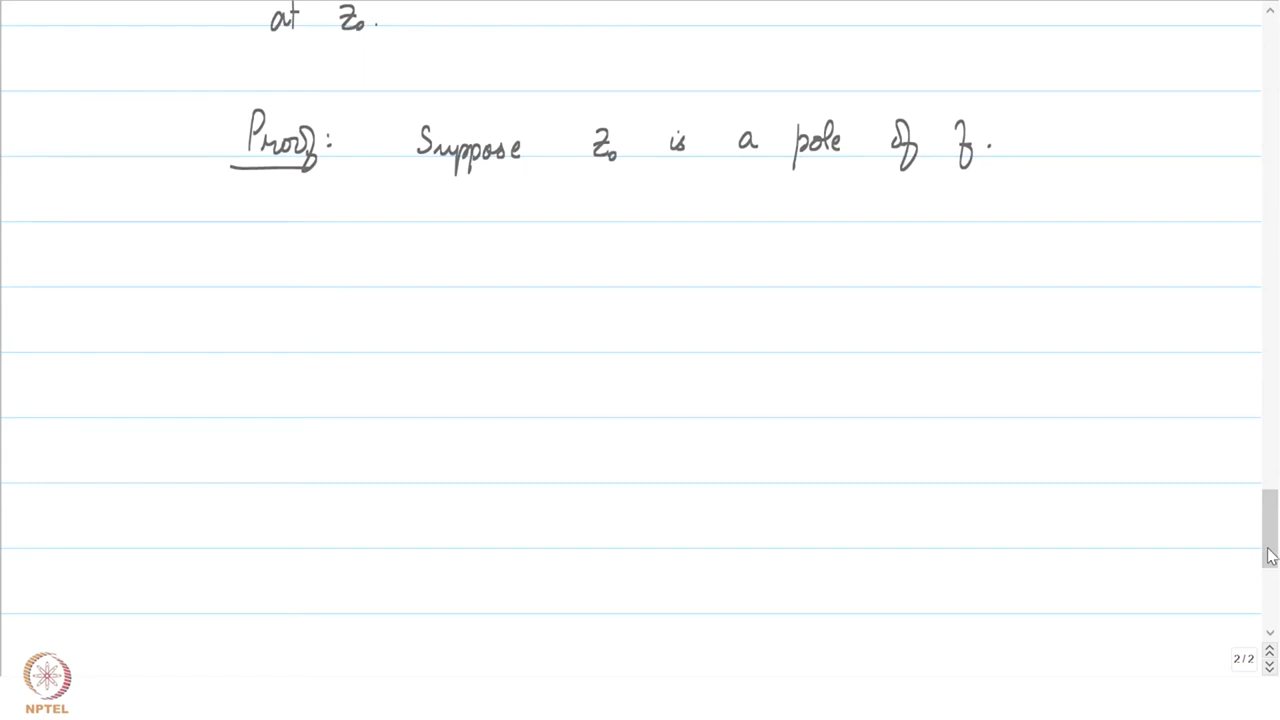 at z₀.
Proof: Suppose z₀ is a pole of f.
2 / 2
NPTEL